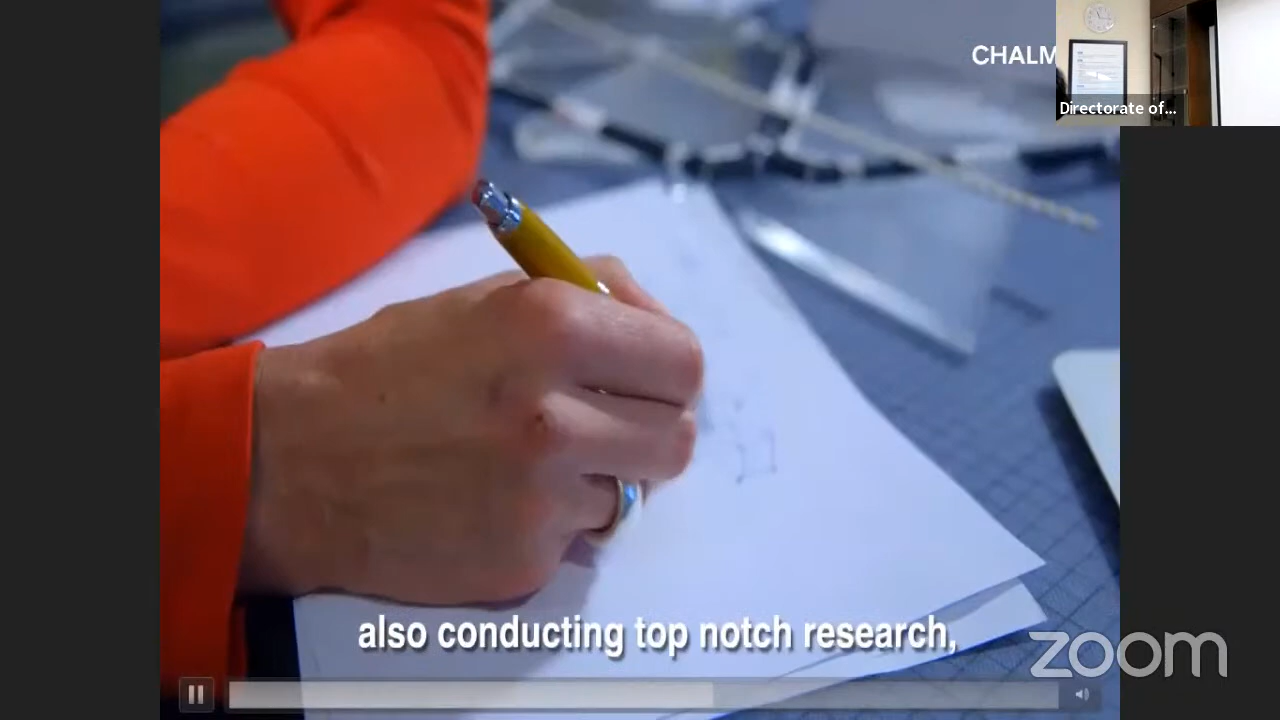 CHALM
Directorate of...
also conducting top notch research,
zoom